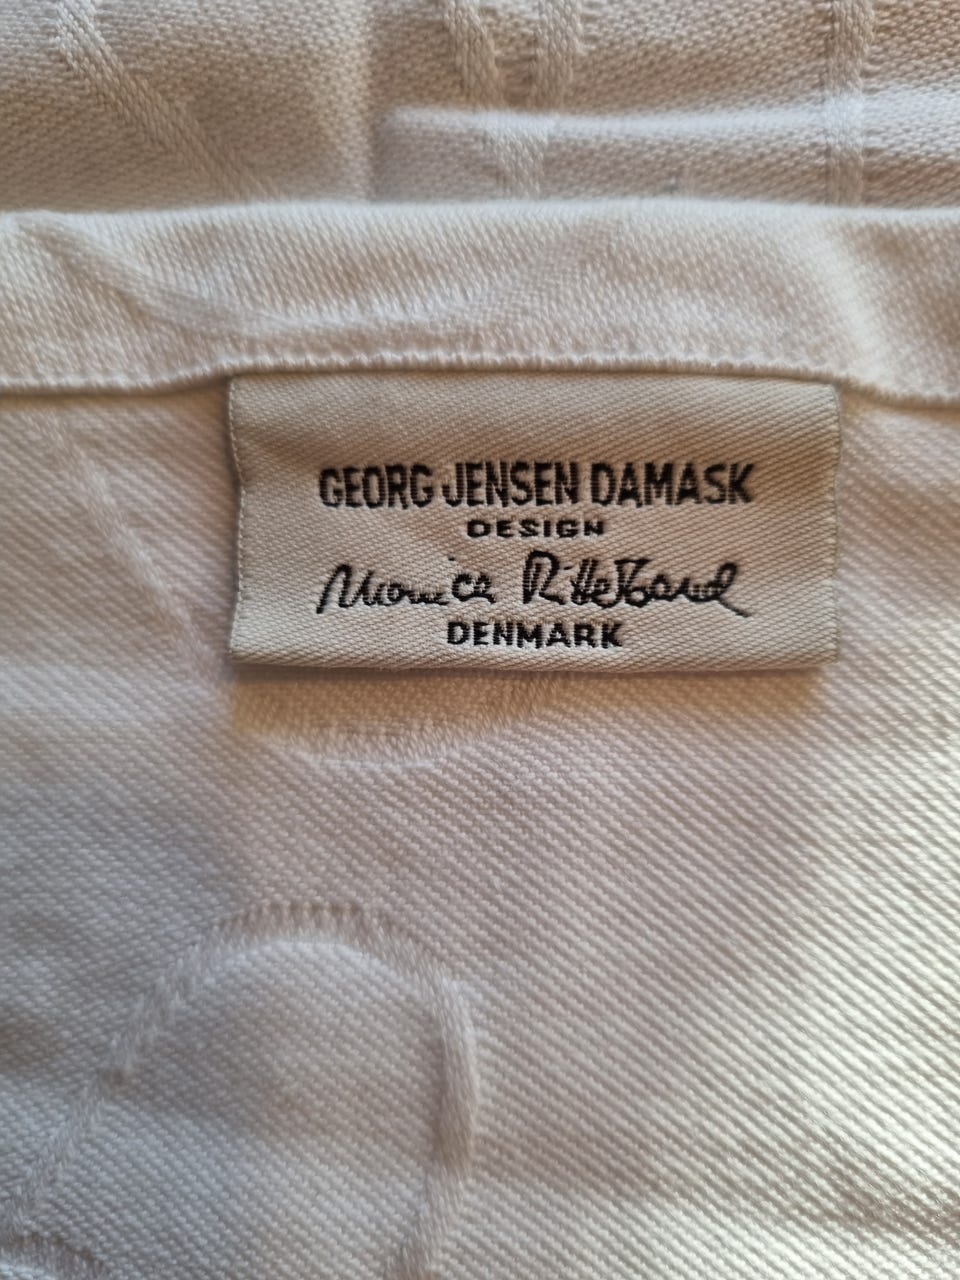 GEORG JENSEN DAMASK
DESIGN
Monica Ritterband
DENMARK